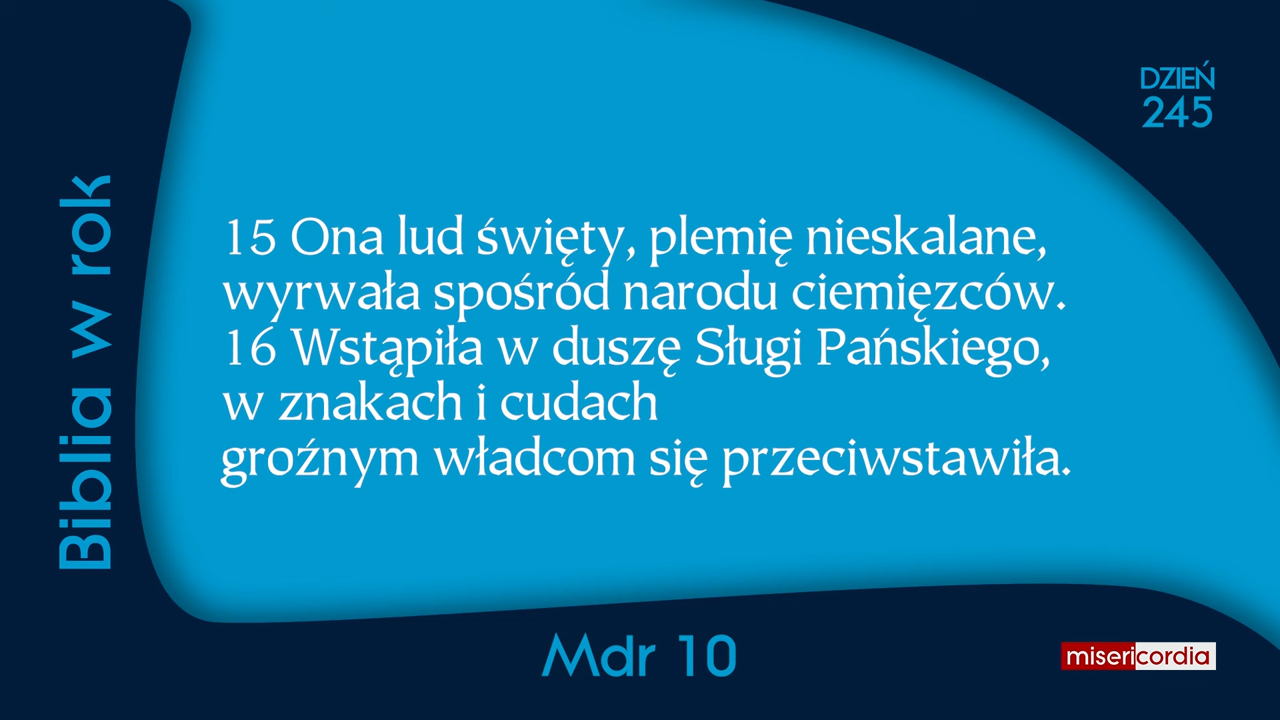 DZIEŃ
245
Biblia w rok
15 Ona lud święty, plemię nieskalane,
wyrwała spośród narodu ciemięzców.
16 Wstąpiła w duszę Sługi Pańskiego,
w znakach i cudach
groźnym władcom się przeciwstawiła.
Mdr 10
misericordia